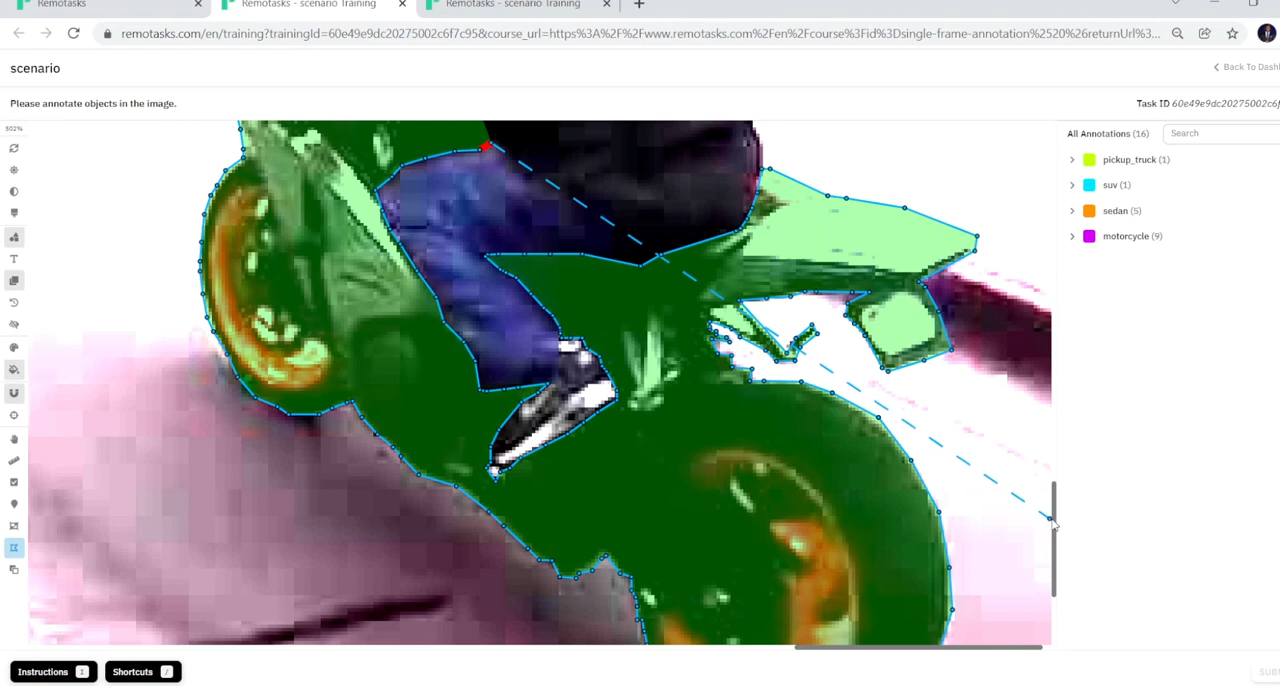 Remotasks
Remotasks - scenario Training
Remotasks - scenario Training
remotasks.com/en/training?trainingId=60e49e9dc20275002c6f7c95&course_url=https%3A%2F%2Fwww.remotasks.com%2Fen%2Fcourse%3Fid%3Dsingle-frame-annotation%2520%26returnUrl%3...
scenario
Back To Dash
Please annotate objects in the image.
Task ID 60e49e9dc20275002c6f
502%
All Annotations (16)
Search
pickup_truck (1)
suv (1)
sedan (5)
motorcycle (9)
Instructions I
Shortcuts /
SUB